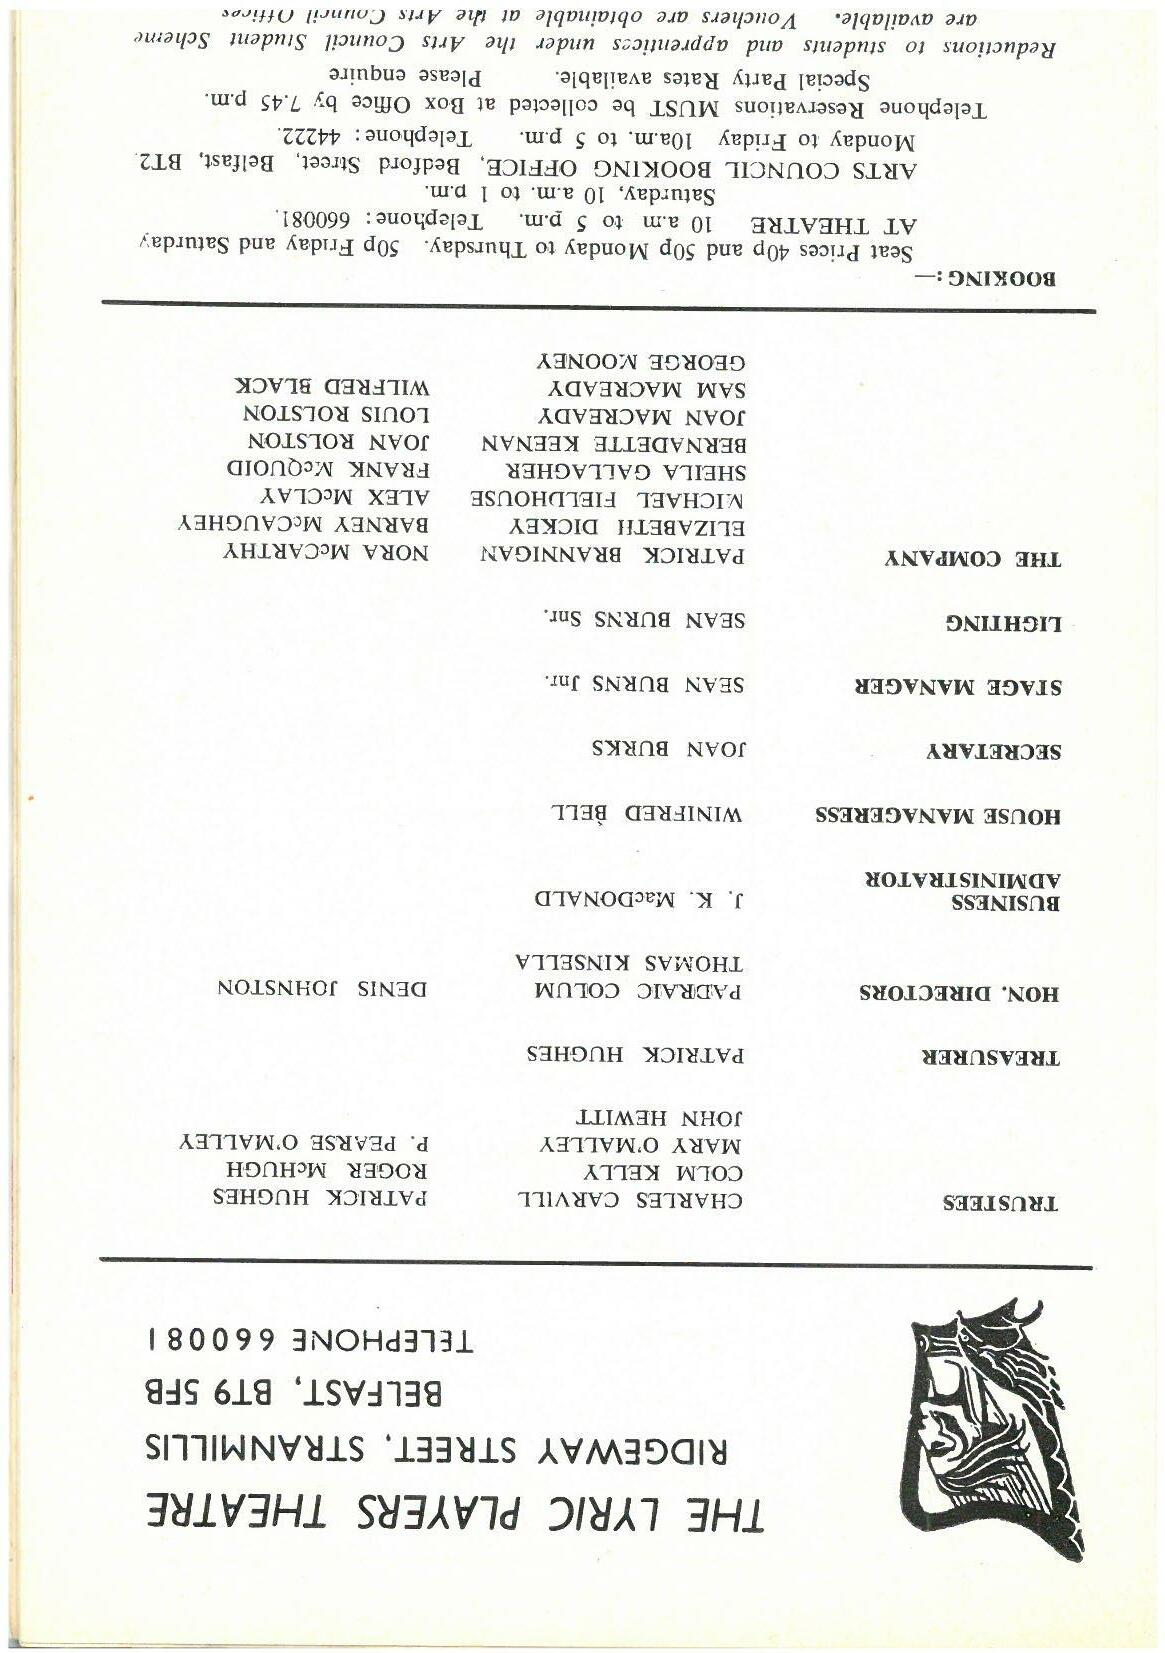 THE LYRIC PLAYERS THEATRE
RIDGEWAY STREET, STRANMILLIS
BELFAST, BT9 5FB
TELEPHONE 660081
TRUSTEES CHARLES CARVILL PATRICK HUGHES
COLM KELLY ROGER McHUGH
MARY O'MALLEY P. PEARSE O'MALLEY
JOHN HEWITT
TREASURER PATRICK HUGHES
HON. DIRECTORS PADRAIC COLUM DENIS JOHNSTON
THOMAS KINSELLA
BUSINESS
ADMINISTRATOR J. K. MacDONALD
HOUSE MANAGERESS WINIFRED BELL
SECRETARY JOAN BURKS
STAGE MANAGER SEAN BURNS Jnr.
LIGHTING SEAN BURNS Snr.
THE COMPANY PATRICK BRANNIGAN NORA McCARTHY
ELIZABETH DICKEY BARNEY McCAUGHEY
MICHAEL FIELDHOUSE ALEX McCLAY
SHEILA GALLAGHER FRANK McQUOID
BERNADETTE KEENAN JOAN ROLSTON
JOAN MACREADY LOUIS ROLSTON
SAM MACREADY WILFRED BLACK
GEORGE MOONEY
BOOKING :—
Seat Prices 40p and 50p Monday to Thursday. 50p Friday and Saturday
AT THEATRE 10 a.m to 5 p.m. Telephone : 660081.
Saturday, 10 a.m. to 1 p.m.
ARTS COUNCIL BOOKING OFFICE, Bedford Street, Belfast, BT2.
Monday to Friday 10a.m. to 5 p.m. Telephone : 44222.
Telephone Reservations MUST be collected at Box Office by 7.45 p.m.
Special Party Rates available. Please enquire
Reductions to students and apprentices under the Arts Council Student Scheme
are available. Vouchers are obtainable at the Arts Council Offices